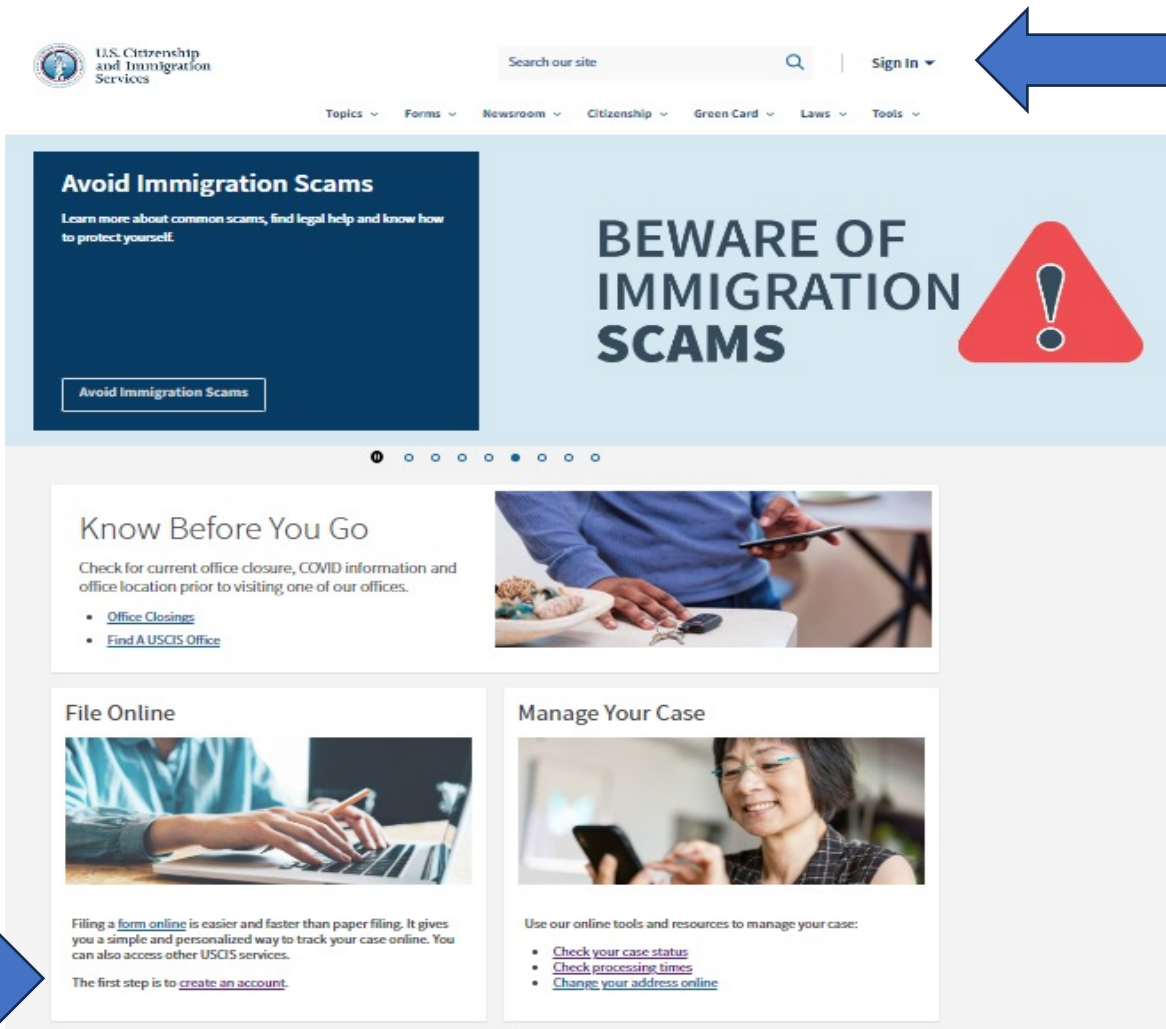 U.S. Citizenship
and Immigration
Services
Search our site
Sign In
Topics
Forms
Newsroom
Citizenship
Green Card
Laws
Tools
Avoid Immigration Scams
Learn more about common scams, find legal help and know how
to protect yourself.
Avoid Immigration Scams
BEWARE OF
IMMIGRATION
SCAMS
Know Before You Go
Check for current office closure, COVID information and
office location prior to visiting one of our offices.
Office Closings
Find A USCIS Office
File Online
Filing a form online is easier and faster than paper filing. It gives
you a simple and personalized way to track your case online. You
can also access other USCIS services.
The first step is to create an account.
Manage Your Case
Use our online tools and resources to manage your case:
Check your case status
Check processing times
Change your address online